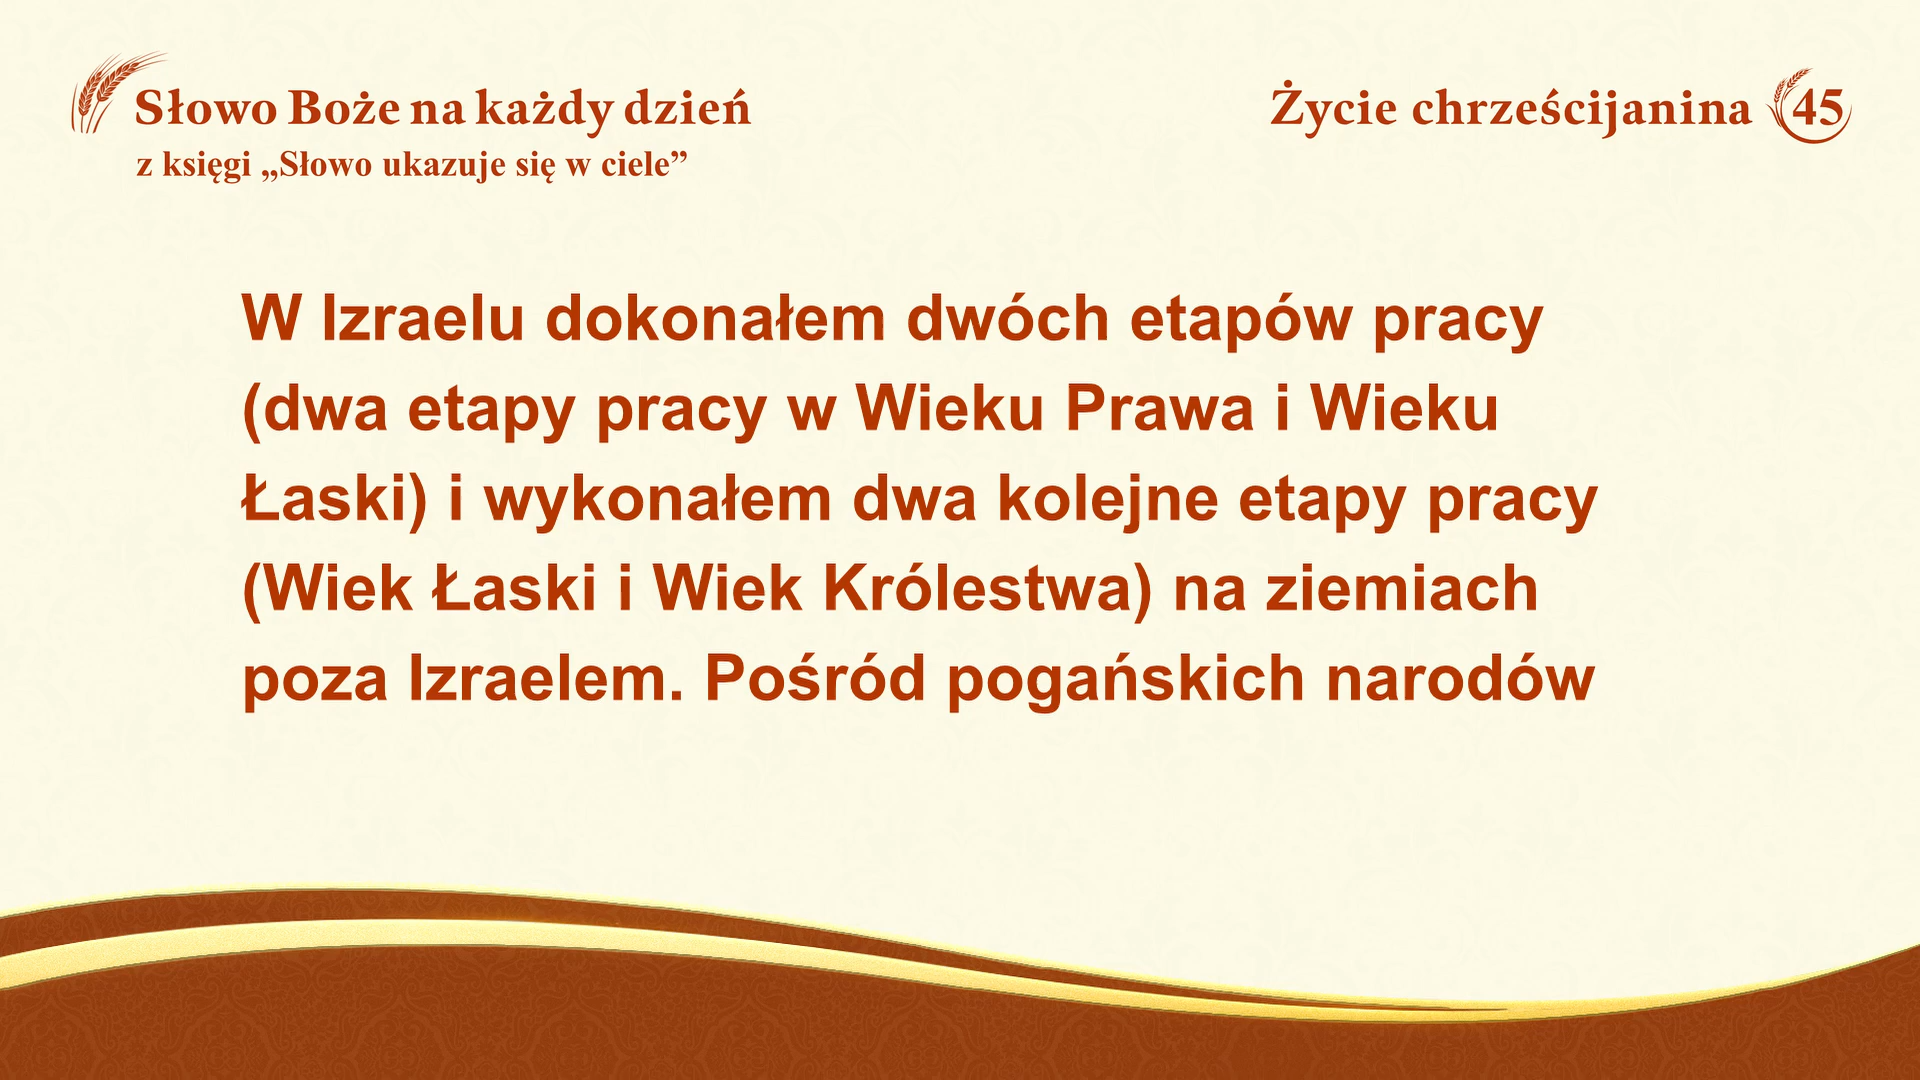 Słowo Boże na każdy dzień
z księgi „Słowo ukazuje się w ciele”
Życie chrześcijanina 45
W Izraelu dokonałem dwóch etapów pracy
(dwa etapy pracy w Wieku Prawa i Wieku
Łaski) i wykonałem dwa kolejne etapy pracy
(Wiek Łaski i Wiek Królestwa) na ziemiach
poza Izraelem. Pośród pogańskich narodów